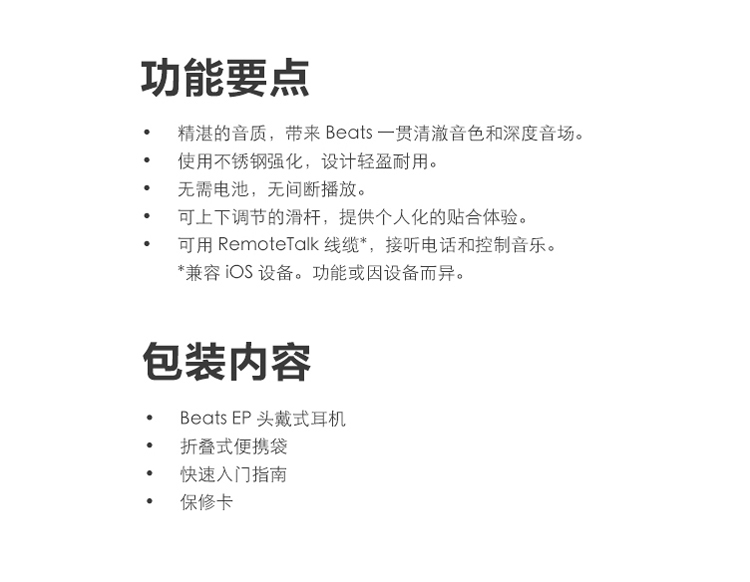 功能要点
• 精湛的音质，带来 Beats 一贯清澈音色和深度音场。
• 使用不锈钢强化，设计轻盈耐用。
• 无需电池，无间断播放。
• 可上下调节的滑杆，提供个人化的贴合体验。
• 可用 RemoteTalk 线缆*，接听电话和控制音乐。
*兼容 iOS 设备。功能或因设备而异。
包装内容
• Beats EP 头戴式耳机
• 折叠式便携袋
• 快速入门指南
• 保修卡